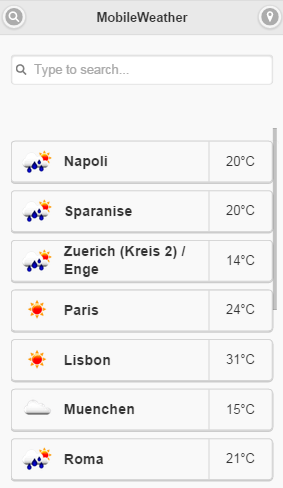 MobileWeather
Type to search...
Napoli 20°C
Sparanise 20°C
Zuerich (Kreis 2) /
Enge 14°C
Paris 24°C
Lisbon 31°C
Muenchen 15°C
Roma 21°C